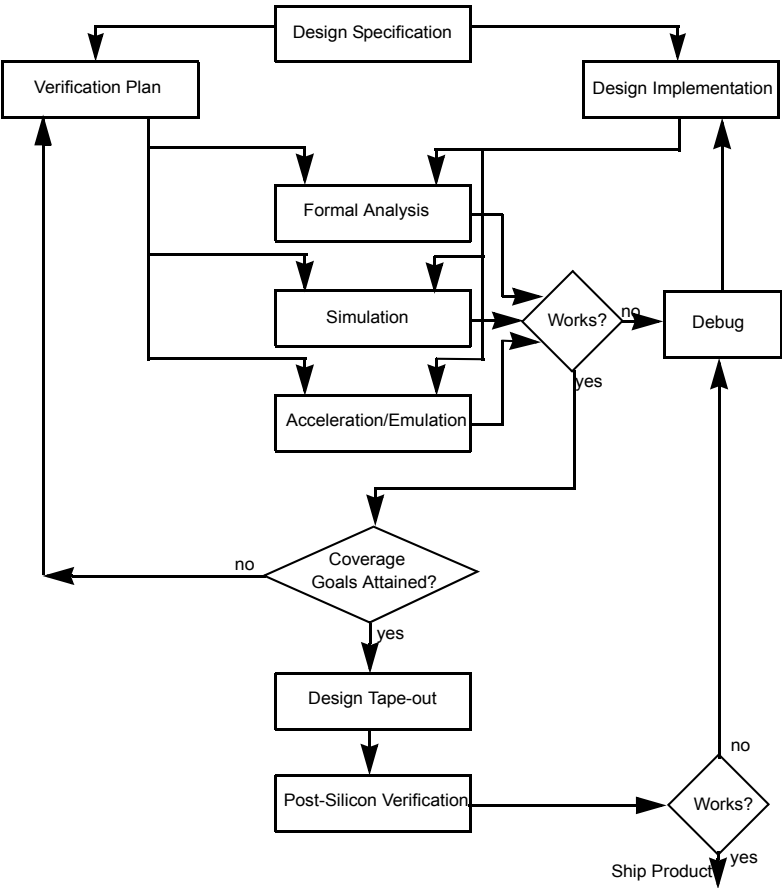 Design Specification
Verification Plan
Design Implementation
Formal Analysis
Simulation
Works?
no
Debug
yes
Acceleration/Emulation
no
Coverage
Goals Attained?
yes
Design Tape-out
no
Post-Silicon Verification
Works?
yes
Ship Product